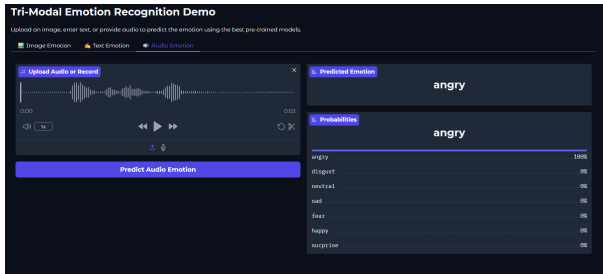 Tri-Modal Emotion Recognition Demo
Upload an image, enter text, or provide audio to predict the emotion using the best pre-trained models.
Image Emotion
Text Emotion
Audio Emotion
Upload Audio or Record
0:00
0:02
1x
Predict Audio Emotion
Predicted Emotion
angry
Probabilities
angry
angry 100%
disgust 0%
neutral 0%
sad 0%
fear 0%
happy 0%
surprise 0%